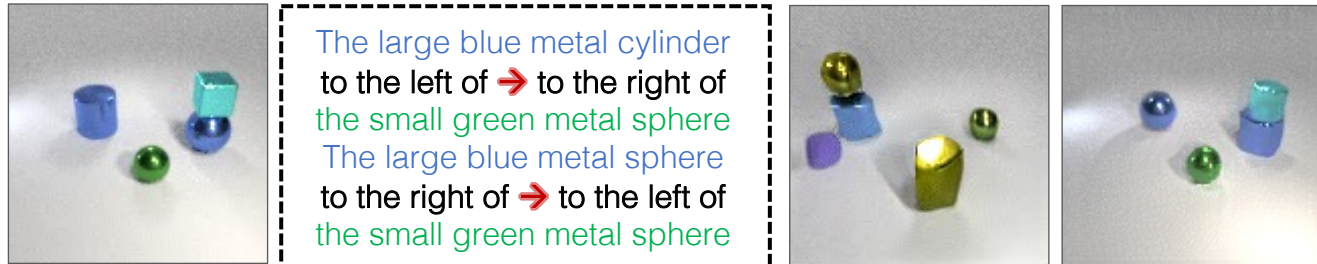 The large blue metal cylinder
to the left of → to the right of
the small green metal sphere
The large blue metal sphere
to the right of → to the left of
the small green metal sphere